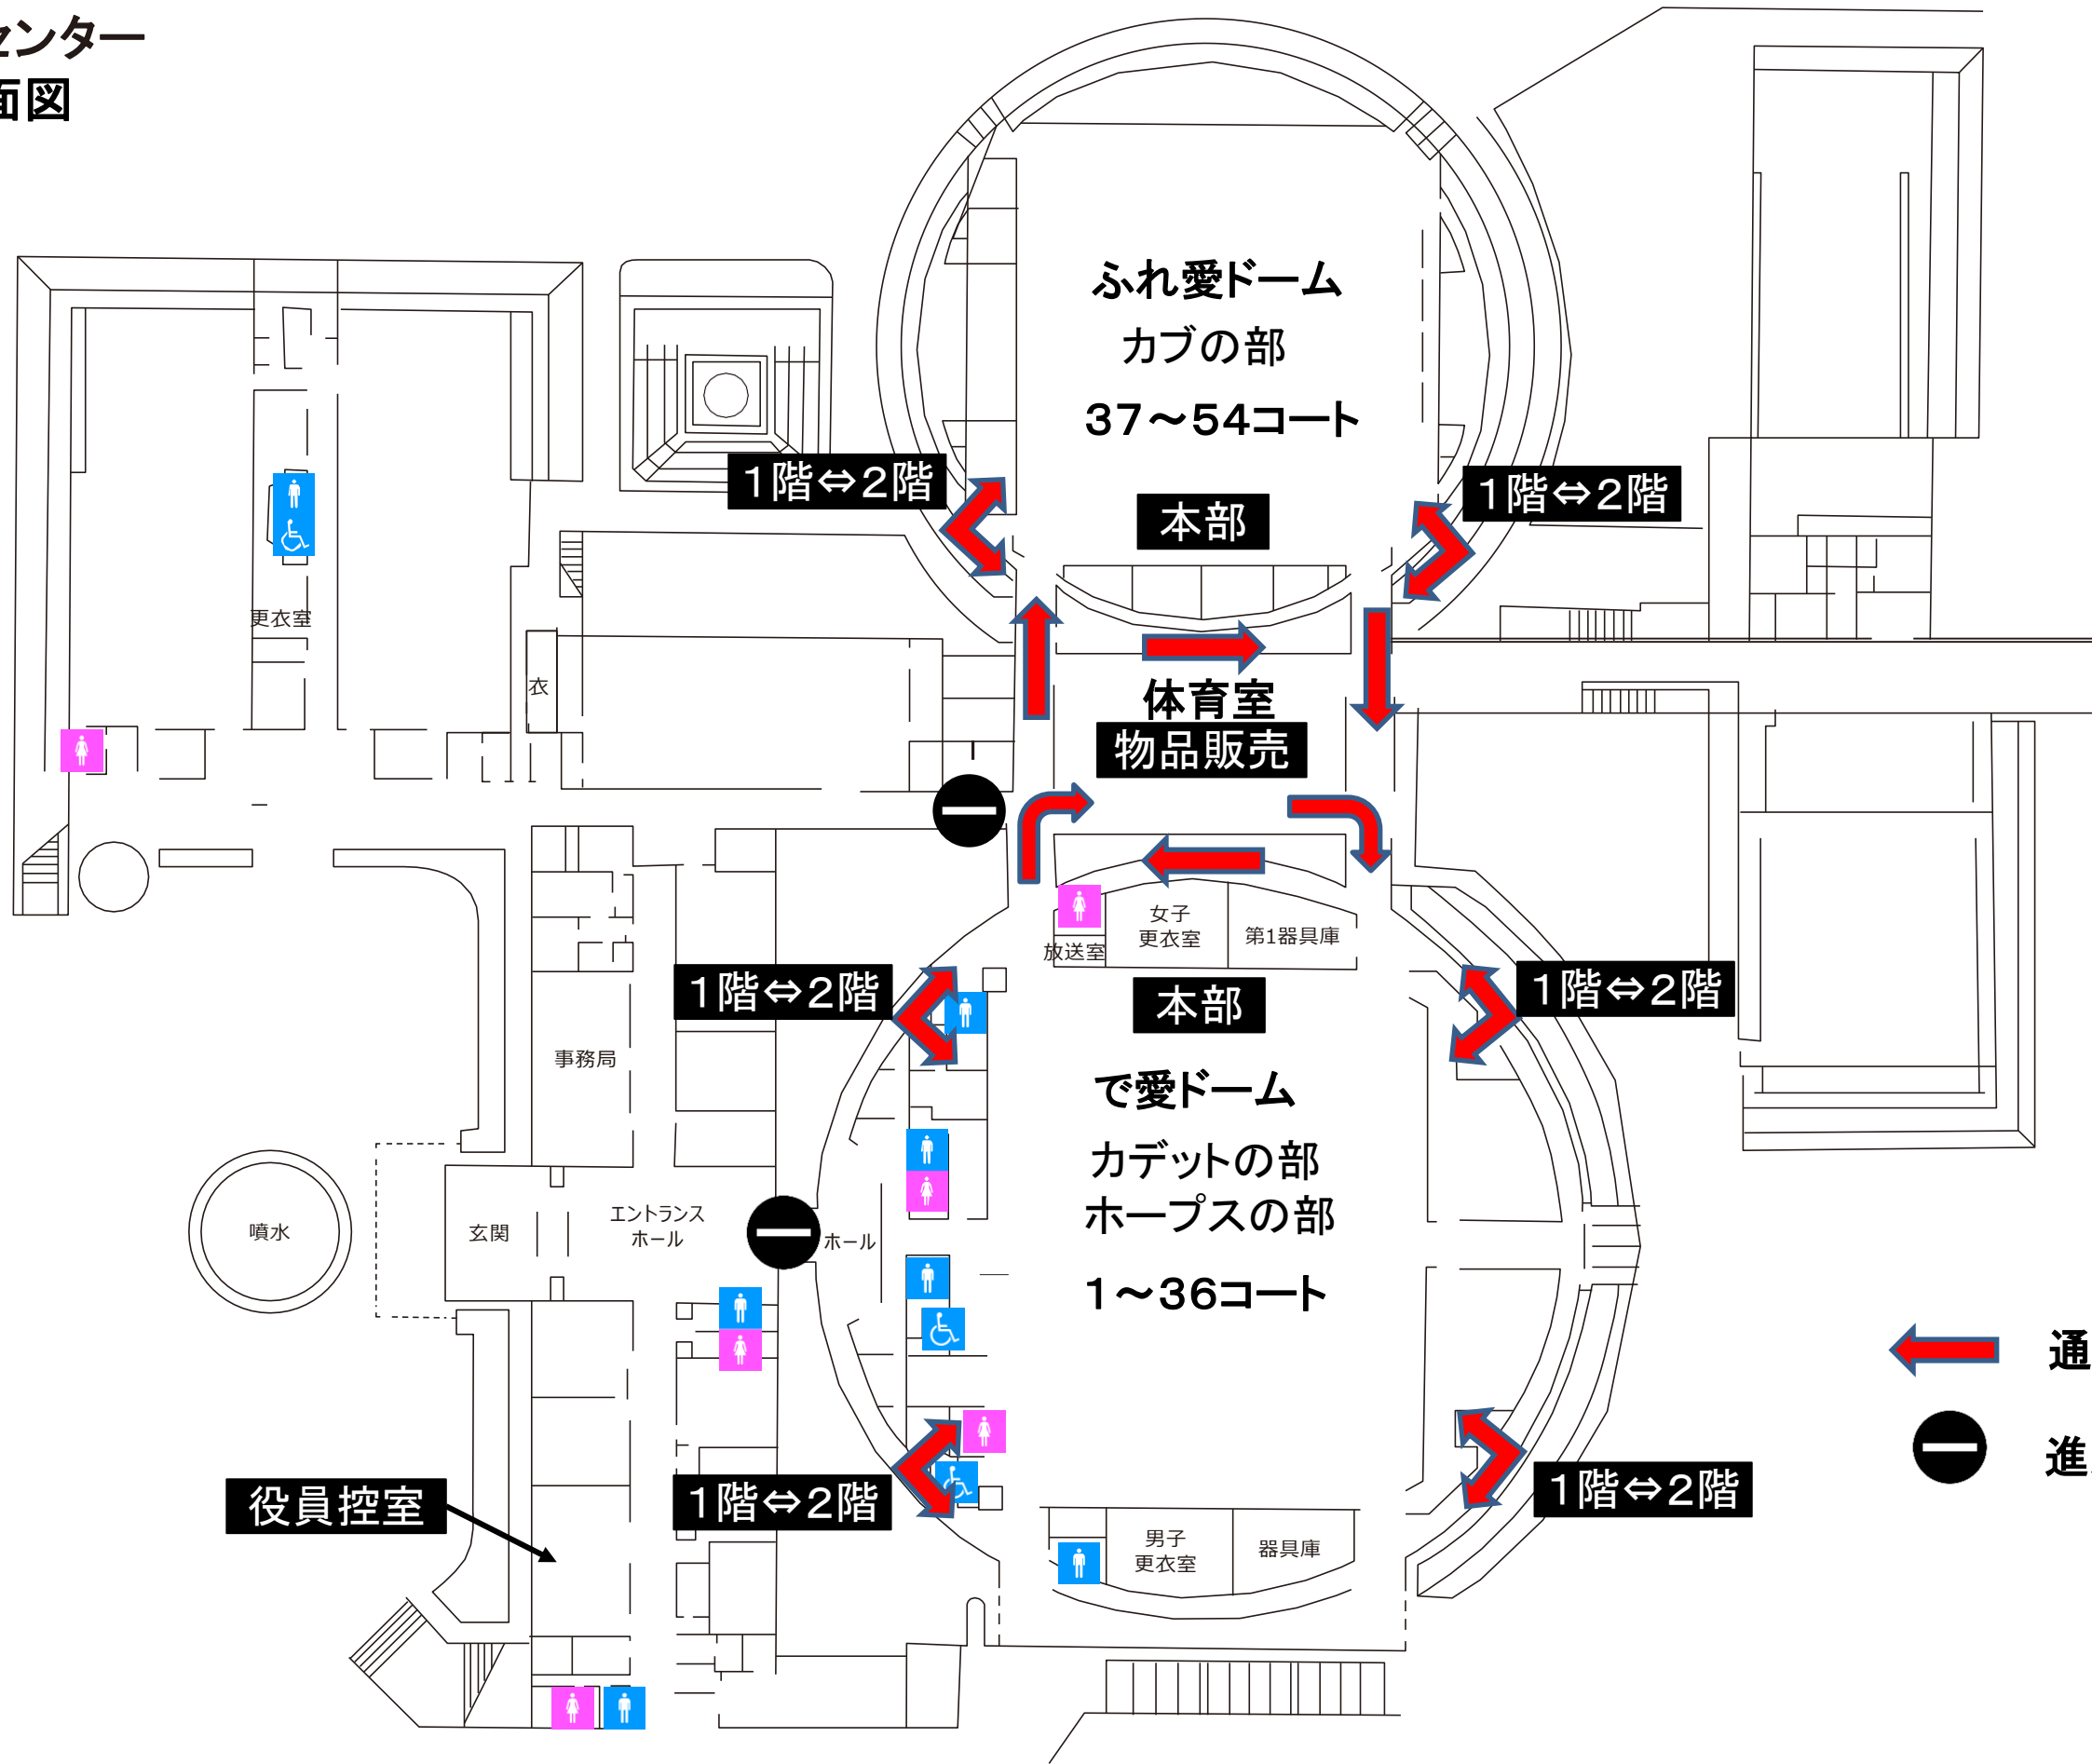 センター
面図
ふれ愛ドーム
カブの部
37～54コート
1階⇔2階
1階⇔2階
本部
更衣室
衣
体育室
物品販売
女子
更衣室
第1器具庫
放送室
1階⇔2階
1階⇔2階
本部
事務局
で愛ドーム
カデットの部
ホープスの部
1～36コート
噴水
玄関
エントランス
ホール
ホール
通
進
役員控室
1階⇔2階
1階⇔2階
男子
更衣室
器具庫